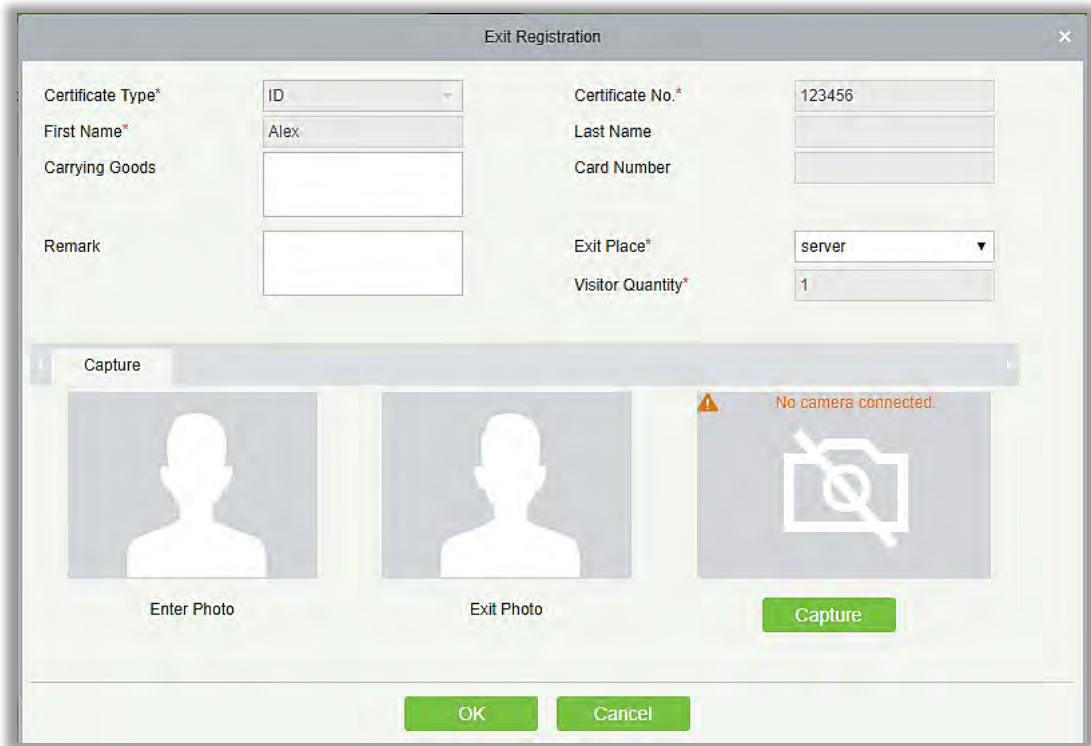 Exit Registration
Certificate Type* ID Certificate No.* 123456
First Name* Alex Last Name
Carrying Goods Card Number
Remark Exit Place* server
Visitor Quantity* 1
Capture
No camera connected.
Enter Photo Exit Photo Capture
OK Cancel